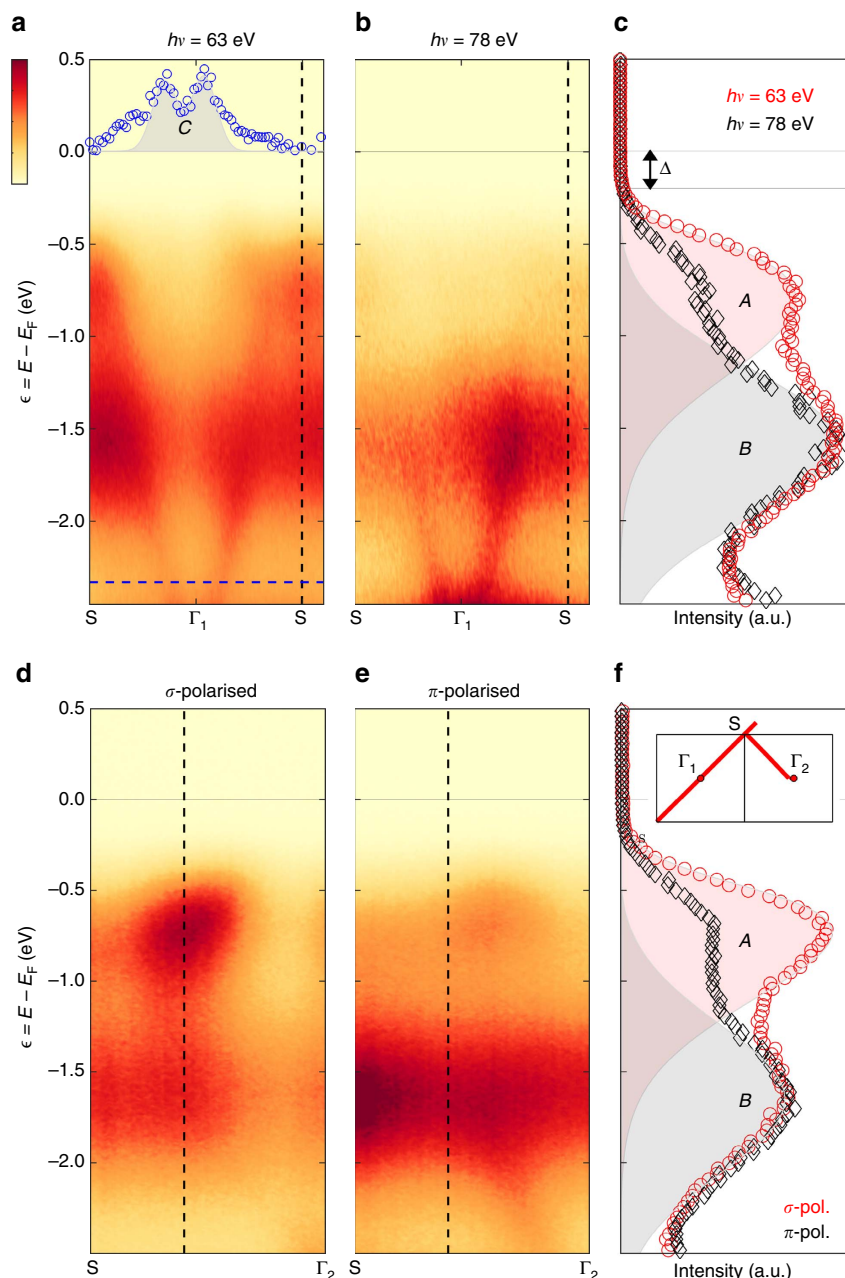 a
hν = 63 eV
b
hν = 78 eV
c
0.5
0.0
−0.5
−1.0
−1.5
−2.0
ϵ = E − E_F (eV)
C
S
Γ₁
S
S
Γ₁
S
hν = 63 eV
hν = 78 eV
Δ
A
B
Intensity (a.u.)
d
σ-polarised
e
π-polarised
f
0.5
0.0
−0.5
−1.0
−1.5
−2.0
ϵ = E − E_F (eV)
S
Γ₂
S
Γ₂
S
Γ₁
Γ₂
s
A
B
σ-pol.
π-pol.
Intensity (a.u.)